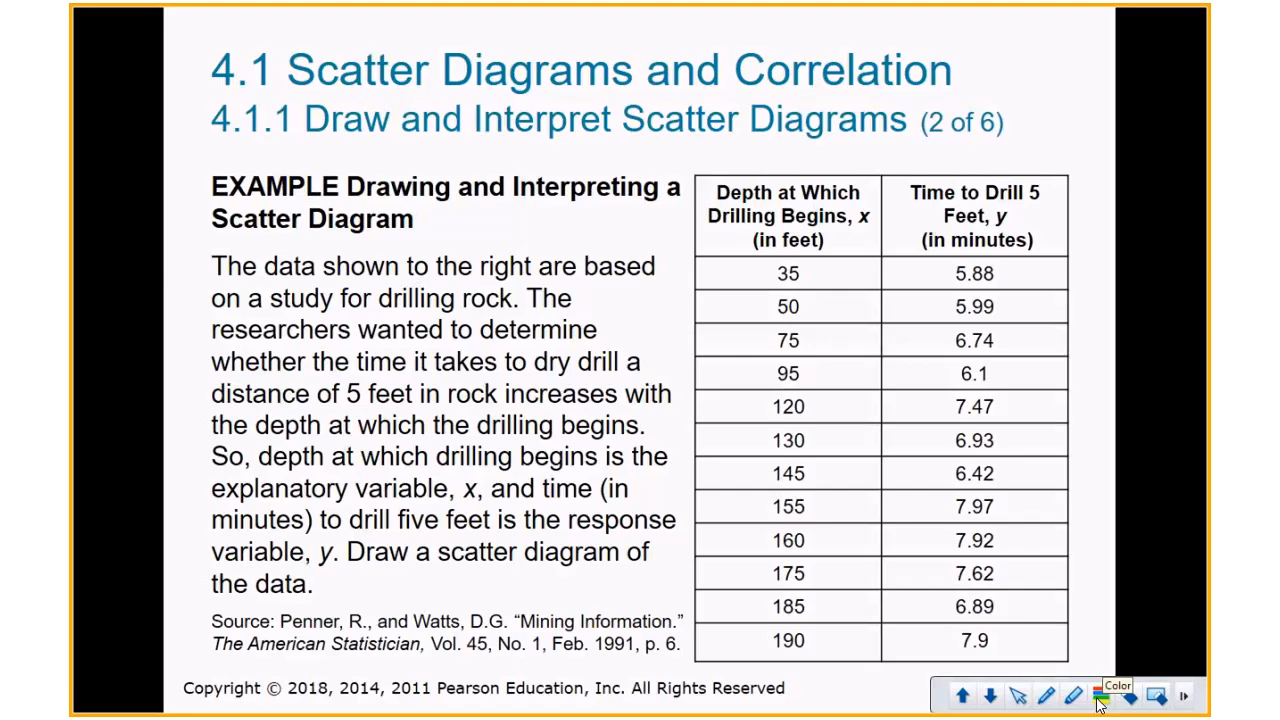 4.1 Scatter Diagrams and Correlation
4.1.1 Draw and Interpret Scatter Diagrams (2 of 6)
EXAMPLE Drawing and Interpreting a
Scatter Diagram
The data shown to the right are based
on a study for drilling rock. The
researchers wanted to determine
whether the time it takes to dry drill a
distance of 5 feet in rock increases with
the depth at which the drilling begins.
So, depth at which drilling begins is the
explanatory variable, x, and time (in
minutes) to drill five feet is the response
variable, y. Draw a scatter diagram of
the data.
Source: Penner, R., and Watts, D.G. “Mining Information.”
The American Statistician, Vol. 45, No. 1, Feb. 1991, p. 6.
Depth at Which Drilling Begins, x (in feet) Time to Drill 5 Feet, y (in minutes)
35 5.88
50 5.99
75 6.74
95 6.1
120 7.47
130 6.93
145 6.42
155 7.97
160 7.92
175 7.62
185 6.89
190 7.9
Copyright © 2018, 2014, 2011 Pearson Education, Inc. All Rights Reserved
Color